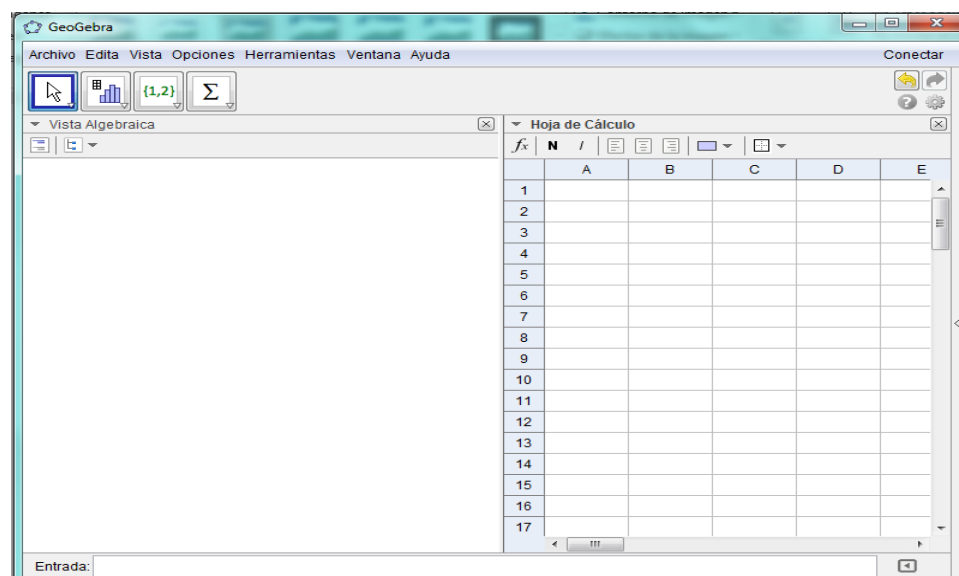 GeoGebra
Archivo Edita Vista Opciones Herramientas Ventana Ayuda
Conectar
{1,2} Σ
Vista Algebraica
Hoja de Cálculo
fx N I
A B C D E
1
2
3
4
5
6
7
8
9
10
11
12
13
14
15
16
17
Entrada: